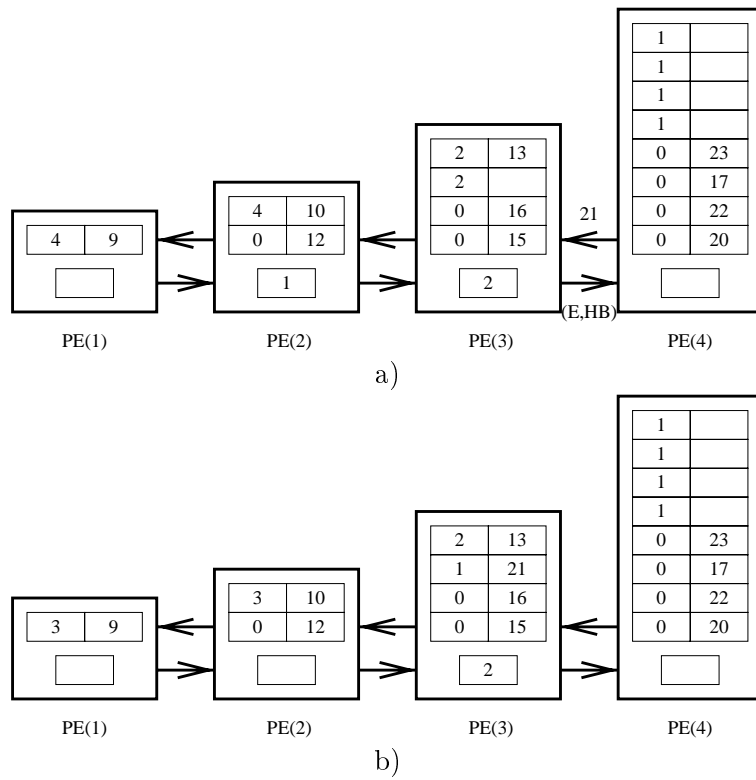 1
1
1
1
2 13 0 23
2 0 17
4 10 0 16 21 0 22
4 9 0 12 0 15 0 20
1 2
(E,HB)
PE(1) PE(2) PE(3) PE(4)
a)
1
1
1
1
2 13 0 23
3 10 1 21 0 17
3 9 0 12 0 16 0 22
0 15 0 20
2
PE(1) PE(2) PE(3) PE(4)
b)